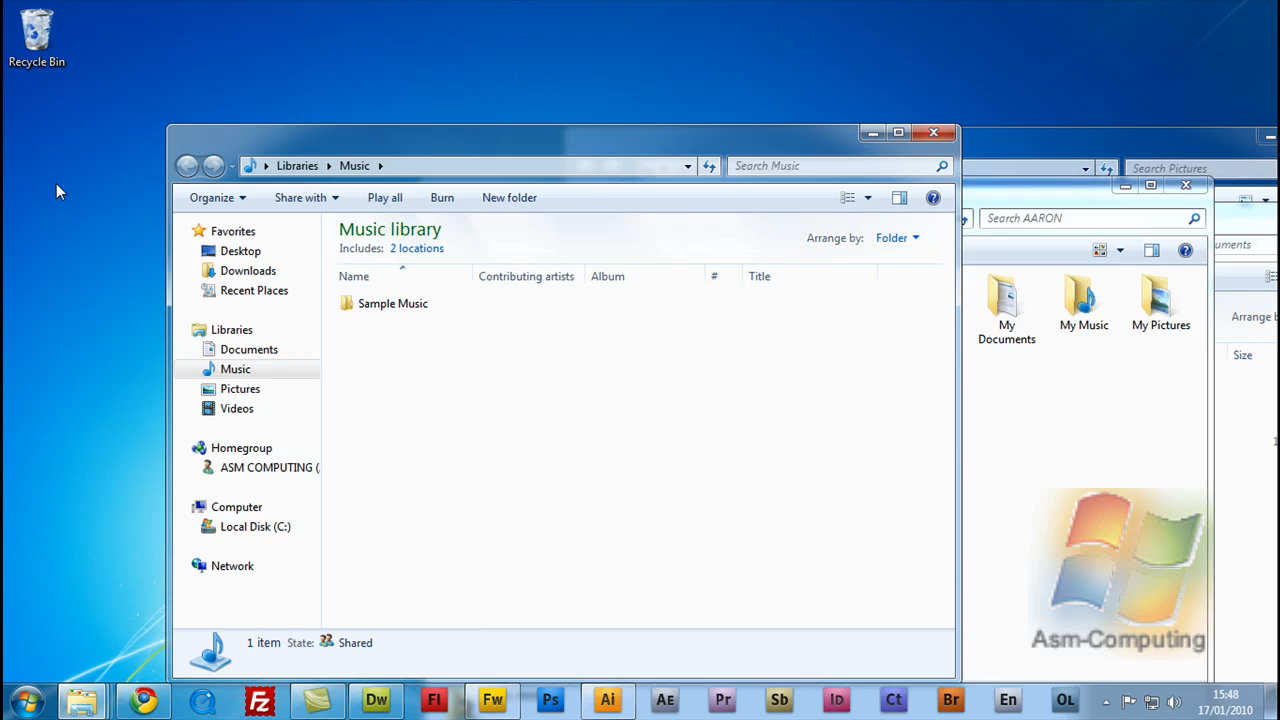 Recycle Bin
Libraries
Music
Search Music
Search Pictures
Organize
Share with
Play all
Burn
New folder
Search AARON
Favorites
Desktop
Downloads
Recent Places
Music library
Includes: 2 locations
Arrange by: Folder
Name
Contributing artists
Album
#
Title
Sample Music
Libraries
Documents
Music
Pictures
Videos
Homegroup
ASM COMPUTING (
Computer
Local Disk (C:)
Network
1 item State: Shared
My Documents
My Music
My Pictures
uments
Arrange b
Size
Asm-Computing
Fz
Dw
Fl
Fw
Ps
Ai
AE
Pr
Sb
Id
Ct
Br
En
OL
15:48
17/01/2010